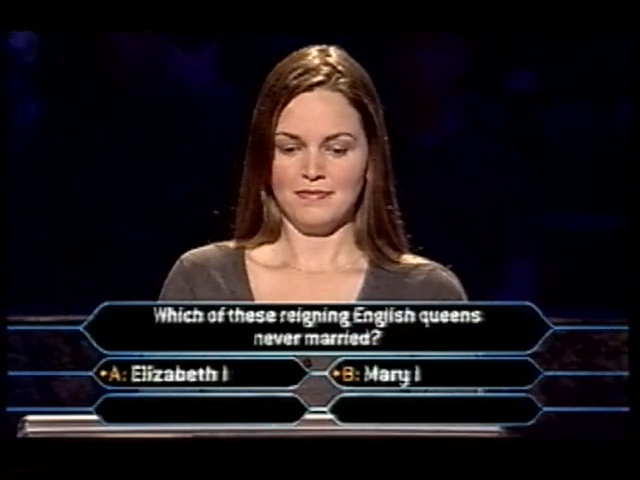 Which of these reigning English queens
never married?
A: Elizabeth I
B: Mary I